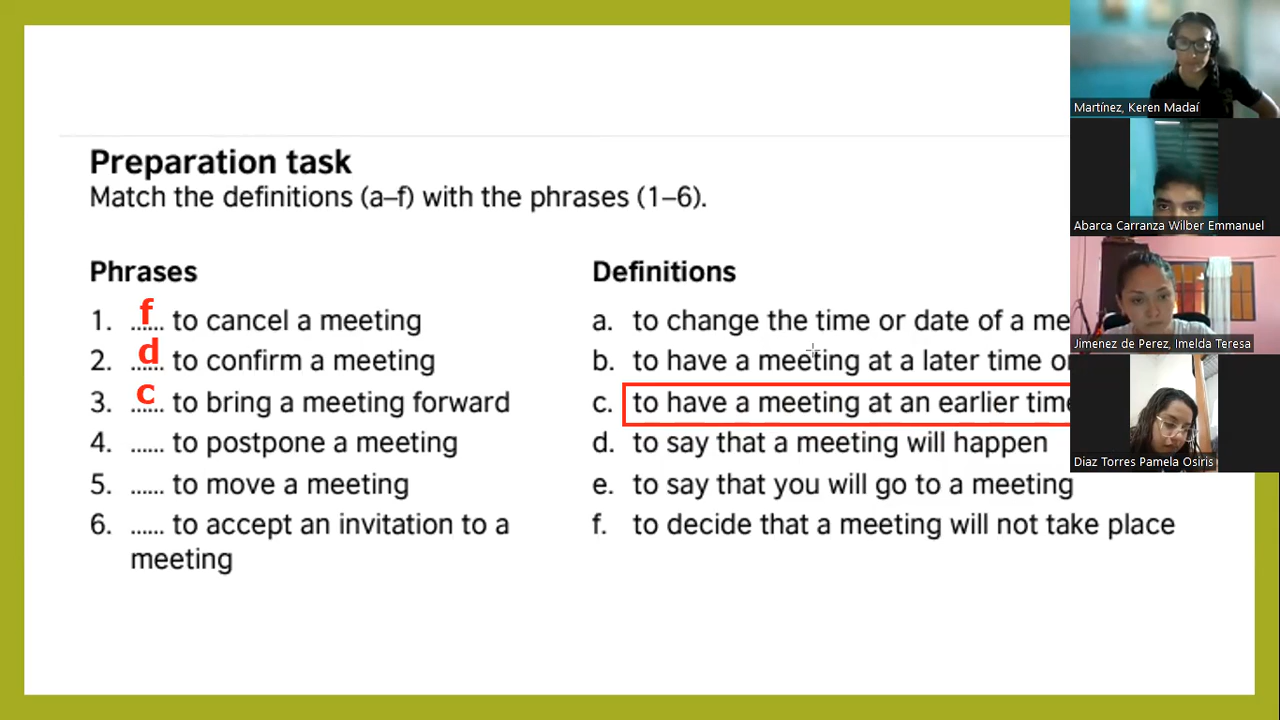 Preparation task
Match the definitions (a–f) with the phrases (1–6).
Phrases
1. ...f... to cancel a meeting
2. ...d... to confirm a meeting
3. ...c... to bring a meeting forward
4. ...... to postpone a meeting
5. ...... to move a meeting
6. ...... to accept an invitation to a
meeting
Definitions
a. to change the time or date of a
b. to have a meeting at a later time
c. to have a meeting at an earlier
d. to say that a meeting will happen
e. to say that you will go to a meeting
f. to decide that a meeting will not take place
Martínez, Keren Madaí
Abarca Carranza Wilber Emmanuel
Jimenez de Perez, Imelda Teresa
Diaz Torres Pamela Osiris